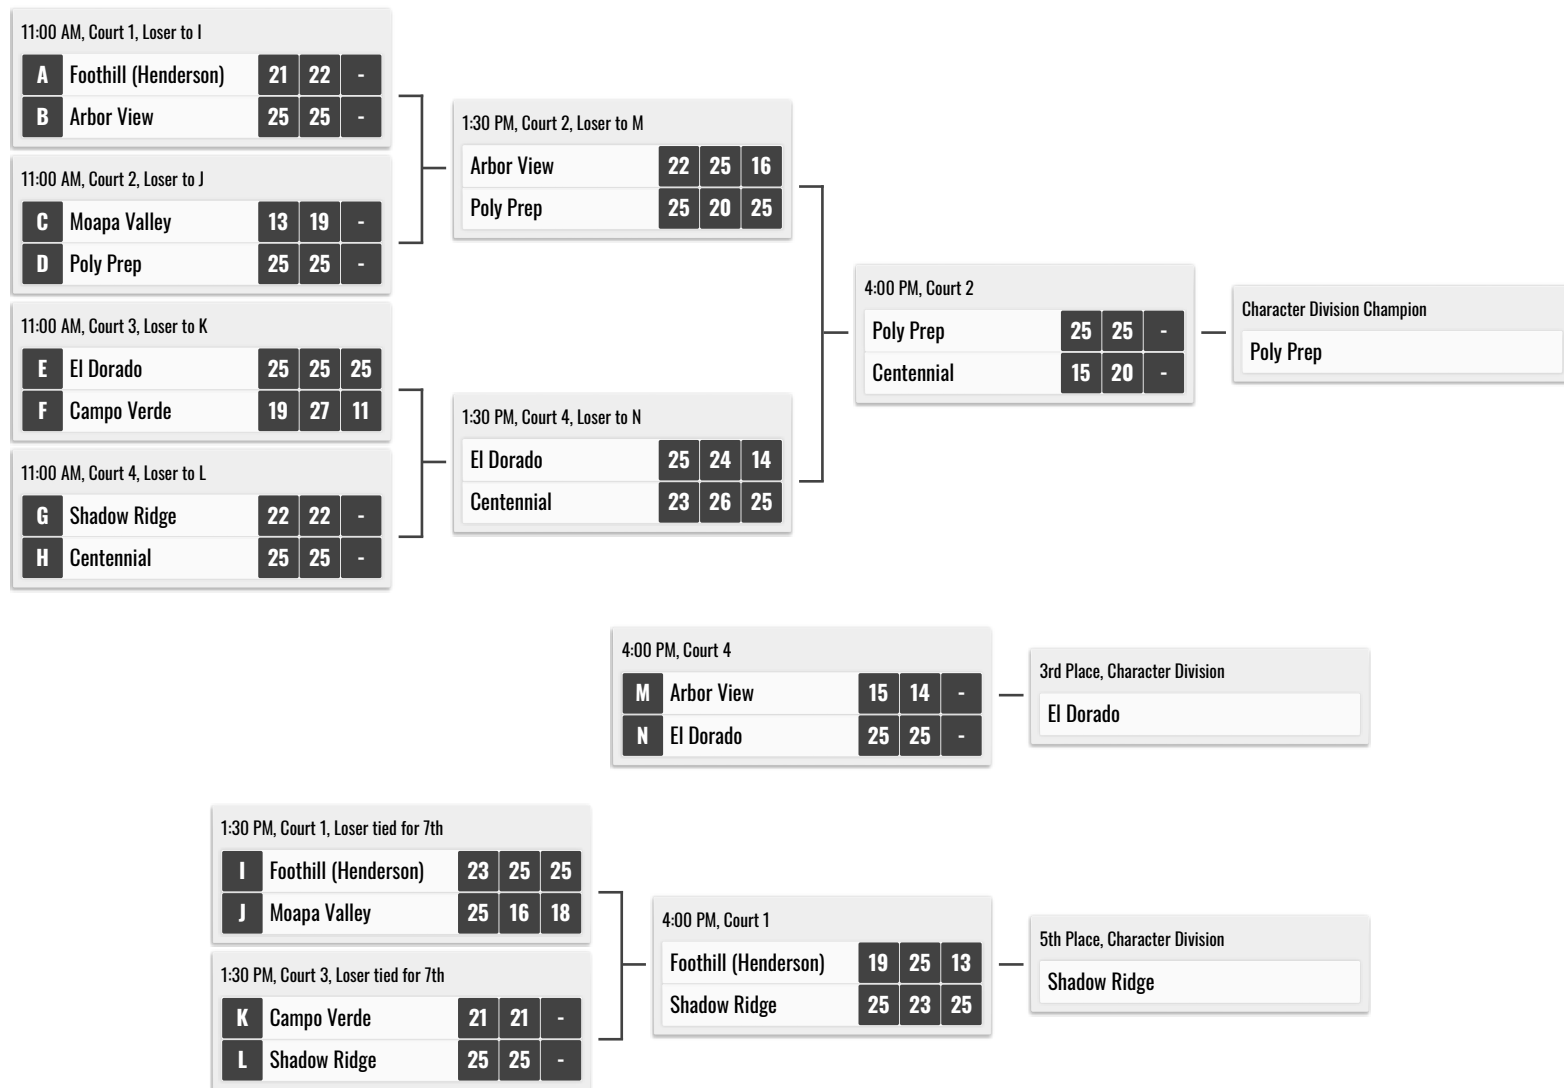 11:00 AM, Court 1, Loser to I
A Foothill (Henderson) 21 22 -
B Arbor View 25 25 -
11:00 AM, Court 2, Loser to J
C Moapa Valley 13 19 -
D Poly Prep 25 25 -
11:00 AM, Court 3, Loser to K
E El Dorado 25 25 25
F Campo Verde 19 27 11
11:00 AM, Court 4, Loser to L
G Shadow Ridge 22 22 -
H Centennial 25 25 -
1:30 PM, Court 2, Loser to M
Arbor View 22 25 16
Poly Prep 25 20 25
1:30 PM, Court 4, Loser to N
El Dorado 25 24 14
Centennial 23 26 25
4:00 PM, Court 2
Poly Prep 25 25 -
Centennial 15 20 -
Character Division Champion
Poly Prep
4:00 PM, Court 4
M Arbor View 15 14 -
N El Dorado 25 25 -
3rd Place, Character Division
El Dorado
1:30 PM, Court 1, Loser tied for 7th
I Foothill (Henderson) 23 25 25
J Moapa Valley 25 16 18
1:30 PM, Court 3, Loser tied for 7th
K Campo Verde 21 21 -
L Shadow Ridge 25 25 -
4:00 PM, Court 1
Foothill (Henderson) 19 25 13
Shadow Ridge 25 23 25
5th Place, Character Division
Shadow Ridge